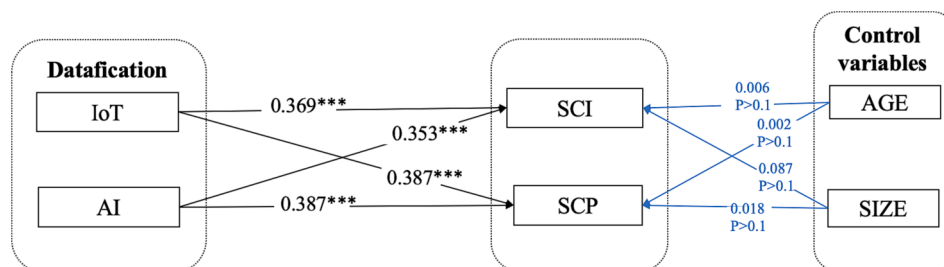 Datafication
IoT
AI
0.369***
0.353***
0.387***
0.387***
SCI
SCP
0.006
P>0.1
0.002
P>0.1
0.087
P>0.1
0.018
P>0.1
Control
variables
AGE
SIZE